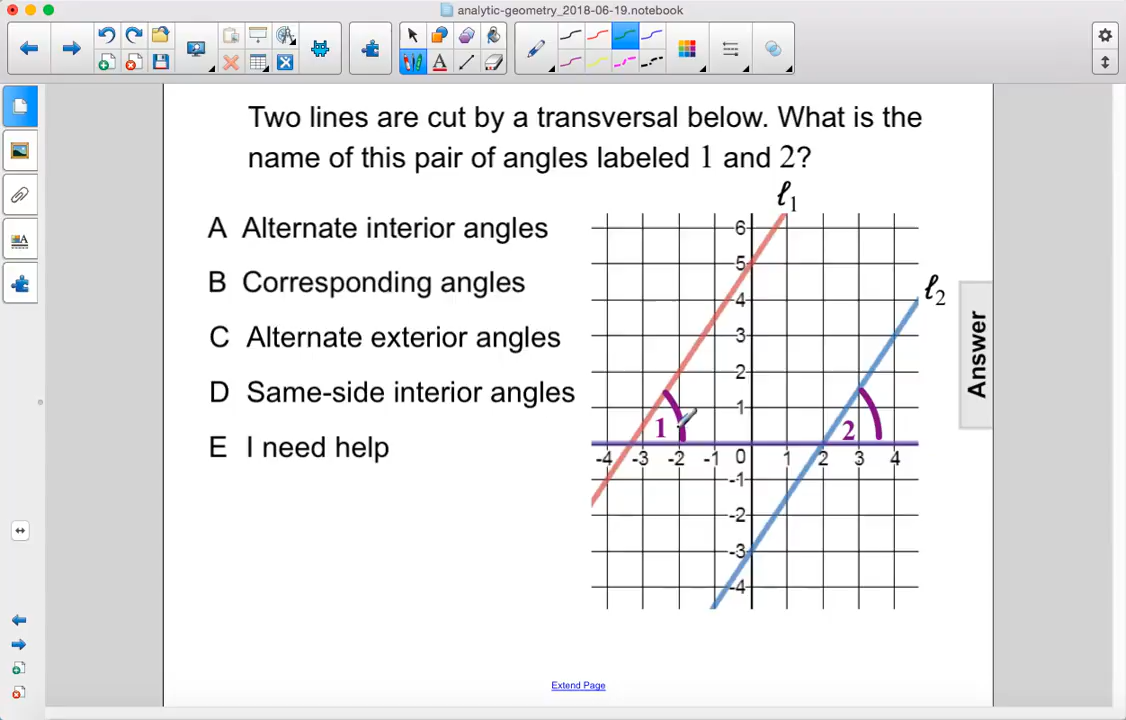 analytic-geometry_2018-06-19.notebook
Two lines are cut by a transversal below. What is the
name of this pair of angles labeled 1 and 2?
A Alternate interior angles
B Corresponding angles
C Alternate exterior angles
D Same-side interior angles
E I need help
ℓ1
ℓ2
6
5
4
3
2
1
1
2
-4 -3 -2 -1 0 1 2 3 4
-1
-2
-3
-4
Answer
Extend Page